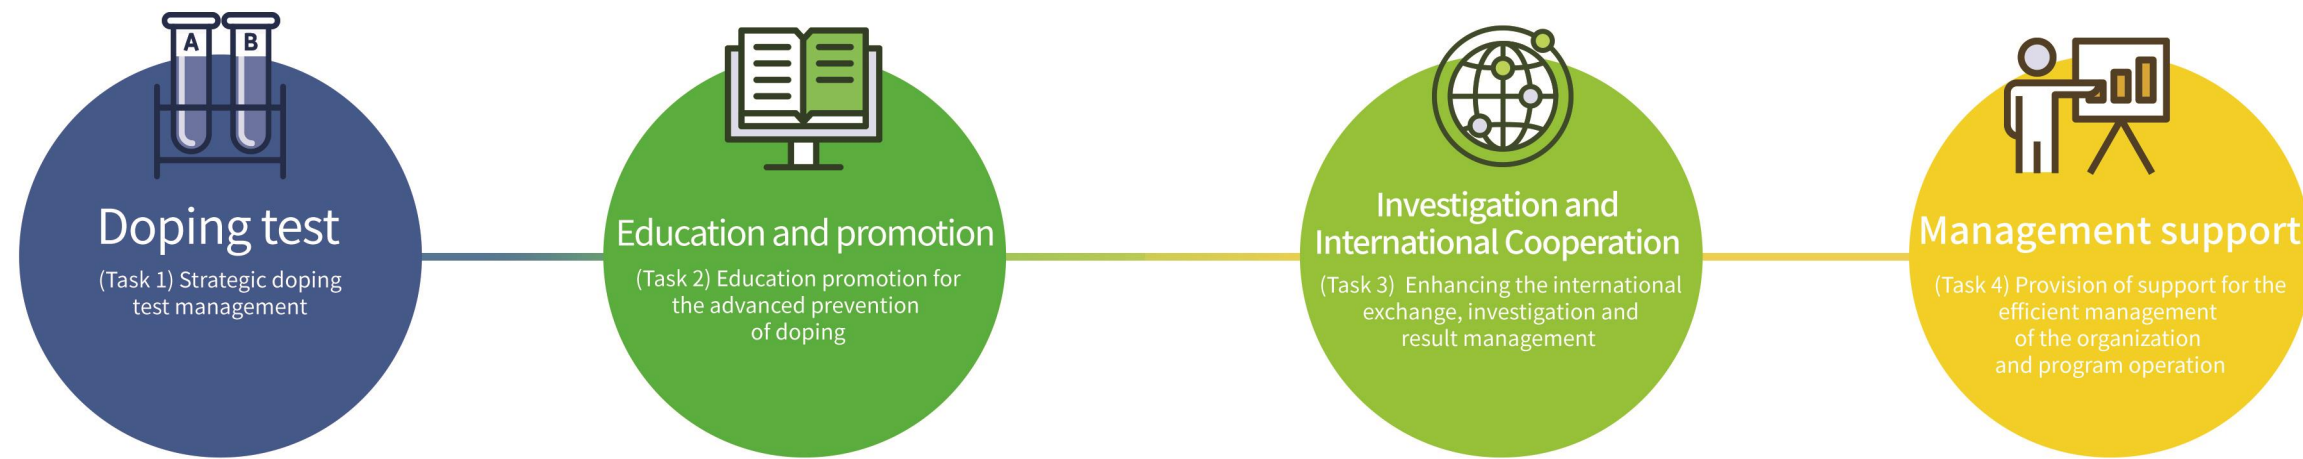 A B
Doping test
(Task 1) Strategic doping
test management
Education and promotion
(Task 2) Education promotion for
the advanced prevention
of doping
Investigation and
International Cooperation
(Task 3) Enhancing the international
exchange, investigation and
result management
Management support
(Task 4) Provision of support for the
efficient management
of the organization
and program operation